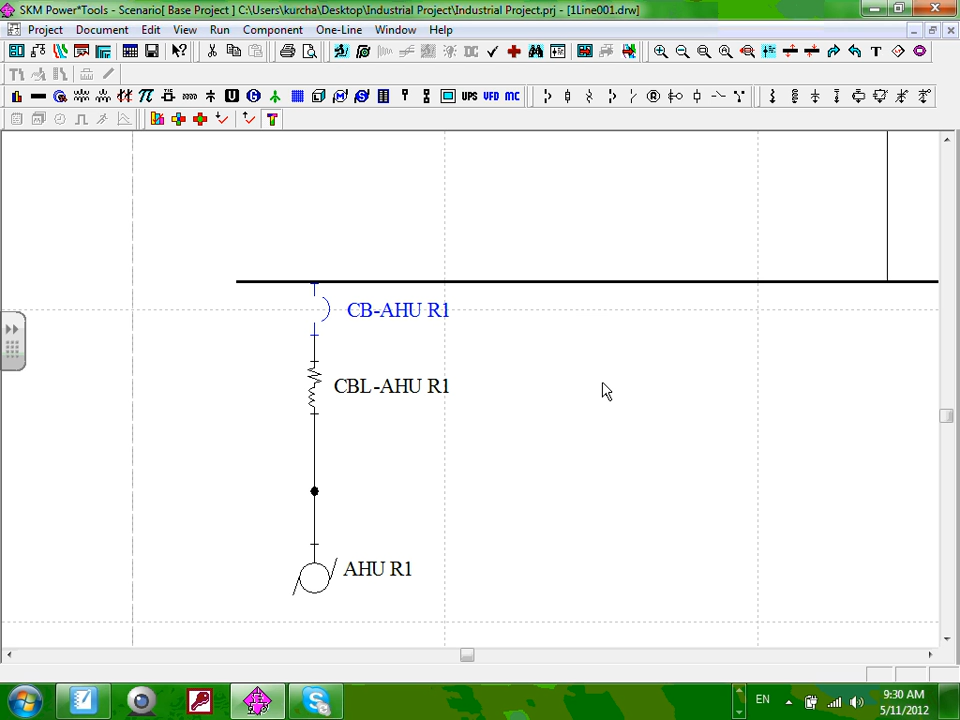 SKM Power*Tools - Scenario[ Base Project ] C:\Users\kurcha\Desktop\Industrial Project\Industrial Project.prj - [1Line001.drw]
Project Document Edit View Run Component One-Line Window Help
DC T
UPS VFD MC
CB-AHU R1
CBL-AHU R1
AHU R1
EN
9:30 AM
5/11/2012